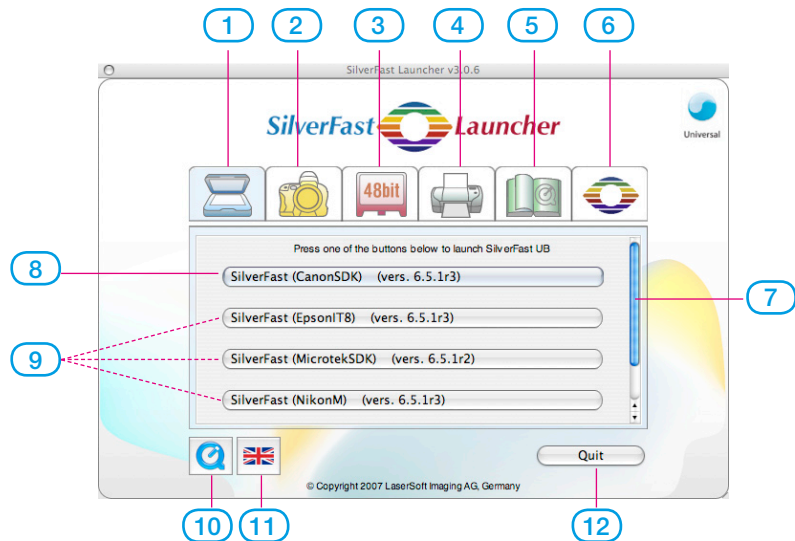 1 2 3 4 5 6
SilverFast Launcher v3.0.6
SilverFast Launcher
Universal
48bit
Press one of the buttons below to launch SilverFast UB
8
SilverFast (CanonSDK) (vers. 6.5.1r3)
7
SilverFast (EpsonIT8) (vers. 6.5.1r3)
9
SilverFast (MicrotekSDK) (vers. 6.5.1r2)
SilverFast (NikonM) (vers. 6.5.1r3)
Quit
© Copyright 2007 LaserSoft Imaging AG, Germany
10 11 12